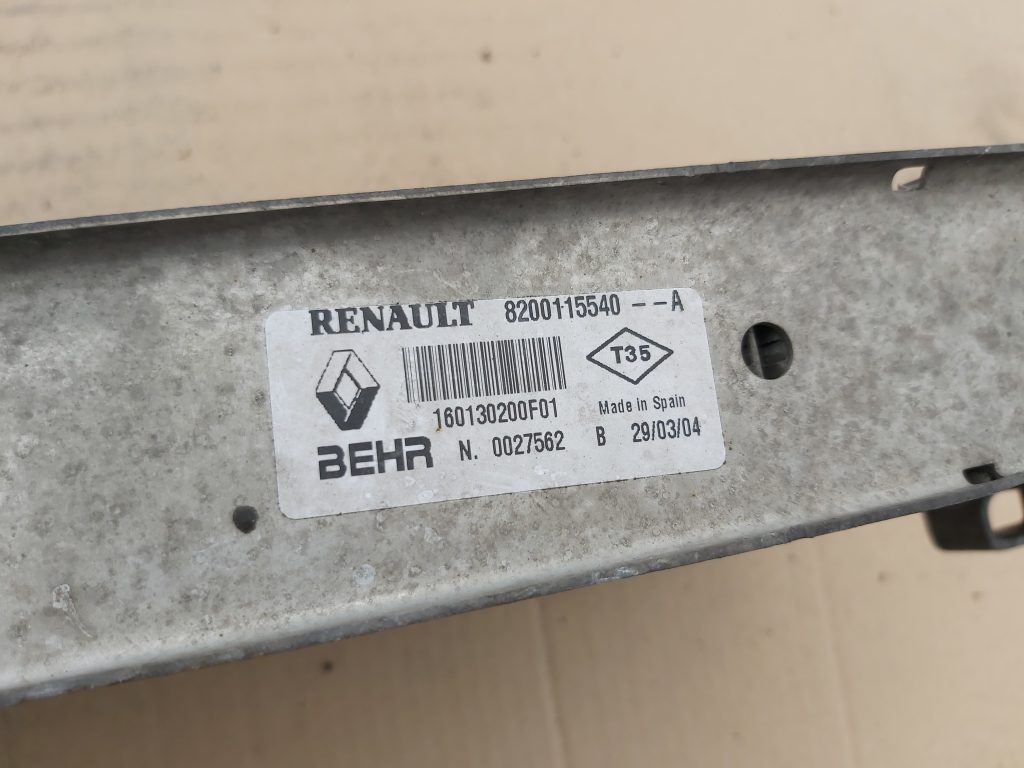 RENAULT 8200115540 --A
T35
160130200F01 Made in Spain
BEHR N. 0027562 B 29/03/04